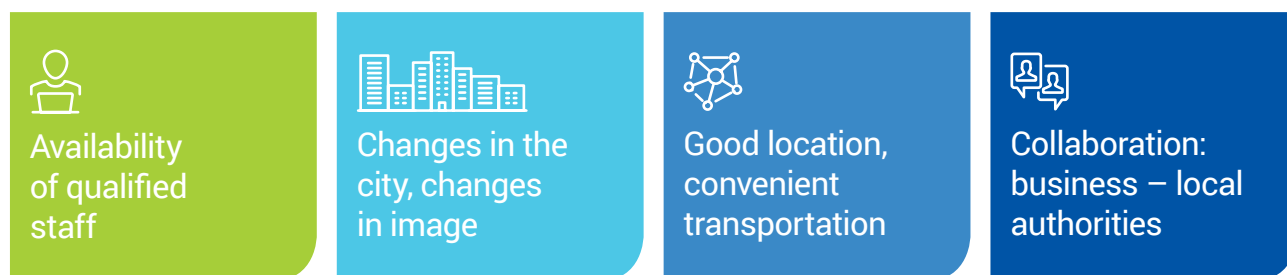 Availability
of qualified
staff
Changes in the
city, changes
in image
Good location,
convenient
transportation
Collaboration:
business – local
authorities